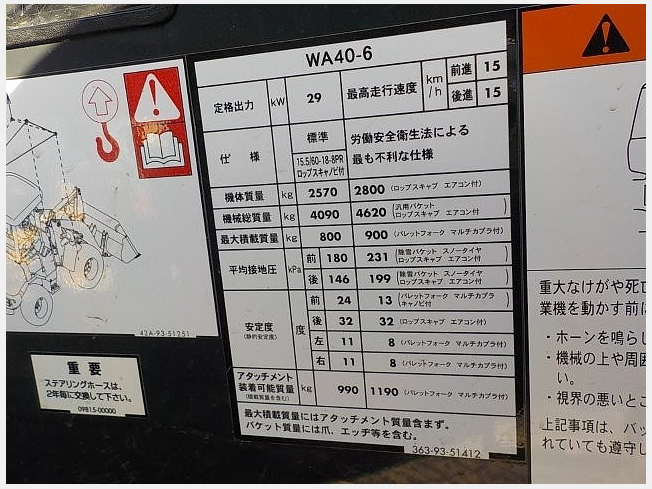 WA40-6
定格出力 kW 29 最高走行速度 km/h 前進 15
後進 15
仕様 標準 労働安全衛生法による
15.5/60-18-8PR 最も不利な仕様
ロップスキャノピ付
機体質量 kg 2570 2800 (ロップスキャブ エアコン付)
機械総質量 kg 4090 4620 (汎用バケット
ロップスキャブ エアコン付)
最大積載質量 kg 800 900 (パレットフォーク マルチカプラ付)
平均接地圧 kPa 前 180 231 (除雪バケット スノータイヤ
ロップスキャブ エアコン付)
後 146 199 (除雪バケット スノータイヤ
ロップスキャブ エアコン付)
安定度 (静的安定度) 度 前 24 13 (パレットフォーク マルチカプラ
キャノピ付)
後 32 32 (ロップスキャブ エアコン付)
左 11 8 (パレットフォーク マルチカプラ付)
右 11 8 (パレットフォーク マルチカプラ付)
アタッチメント
装着可能質量 kg 990 1190 (パレットフォーク マルチカプラ付)
(積載質量を含む)
最大積載質量にはアタッチメント質量含まず。
バケット質量には爪、エッヂ等を含む。
363-93-51412
42A-93-51251
重要
ステアリングホースは、
2年毎に交換して下さい。
09815-00000
重大なけがや死
業機を動かす前に
・ホーンを鳴らし
・機械の上や周囲
い。
・視界の悪いとこ
上記事項は、バッ
れていても遵守し